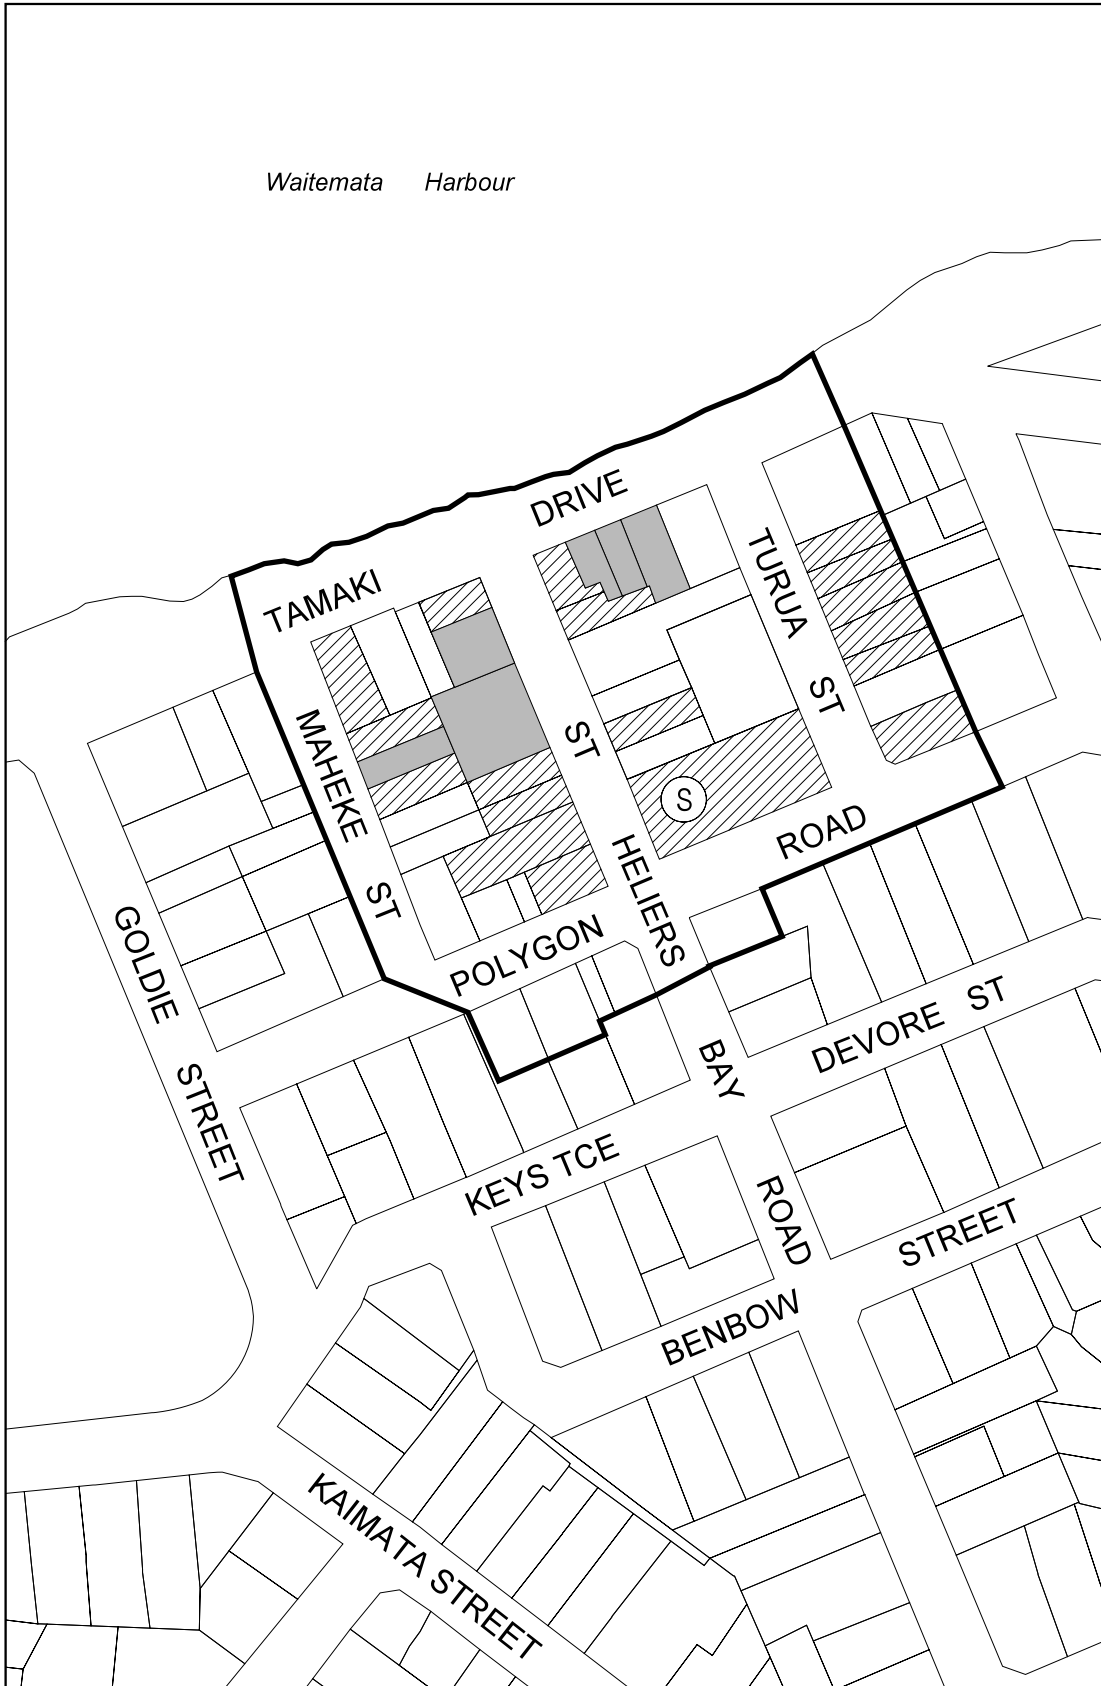 Waitemata Harbour
DRIVE
TAMAKI
TURUA
ST
MAHEKE
ST
ST
S
ROAD
HELIERS
POLYGON
GOLDIE
STREET
DEVORE ST
BAY
KEYS TCE
ROAD
STREET
BENBOW
KAIMATA STREET